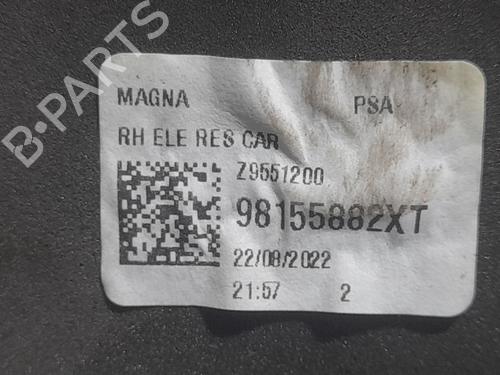 B-PARTS
MAGNA PSA
RH ELE RES CAR
Z9551200
98155882XT
22/08/2022
21:57 2